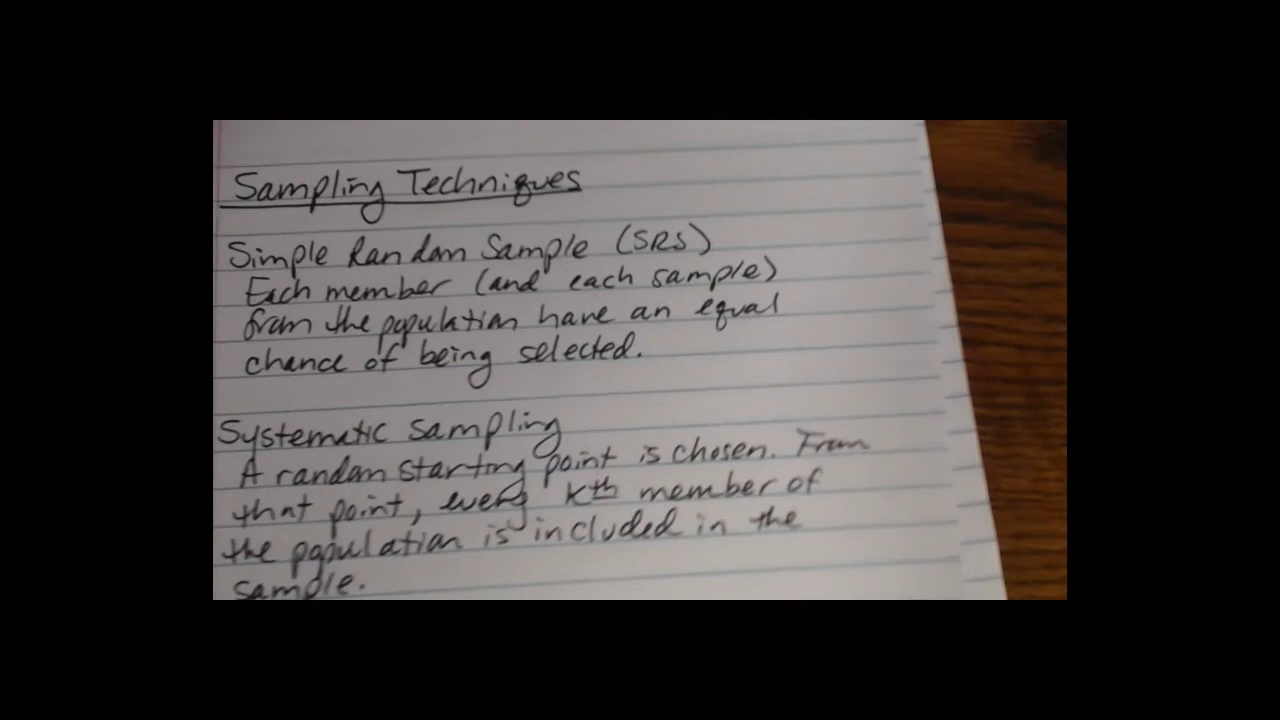 Sampling Techniques
Simple Random Sample (SRS)
Each member (and each sample)
from the population have an equal
chance of being selected.
Systematic Sampling
A random starting point is chosen. From
that point, every kth member of
the population is included in the
sample.